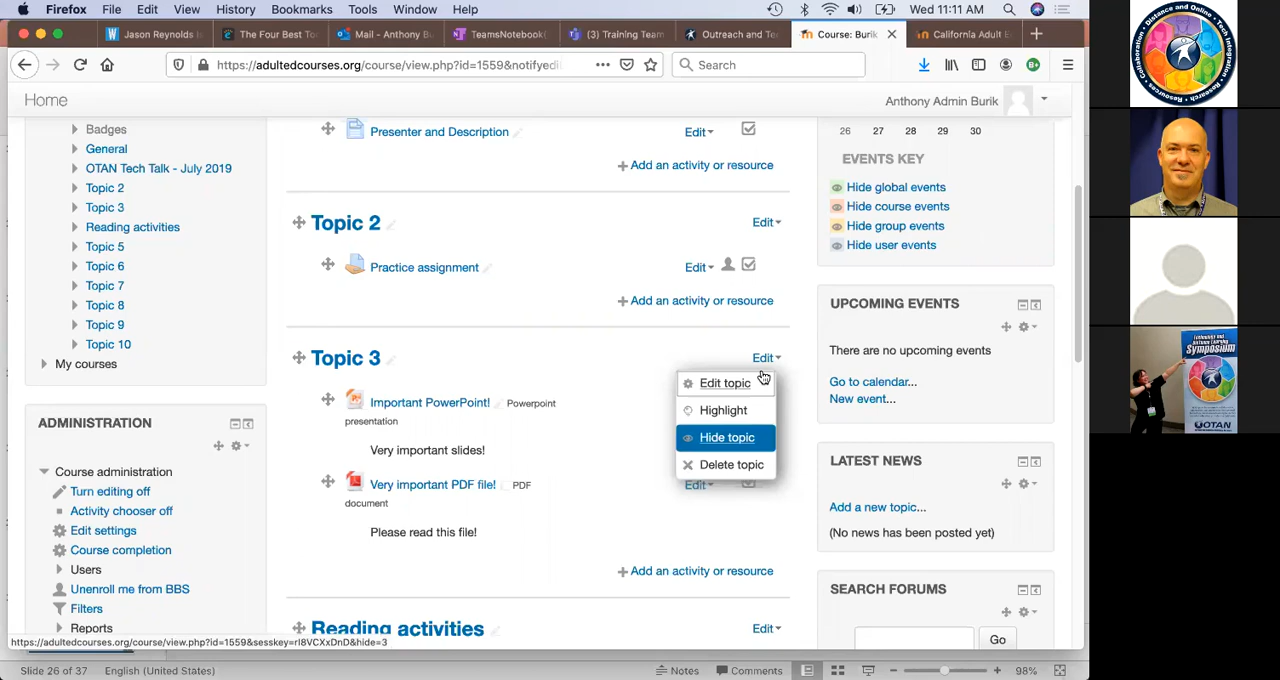 Firefox File Edit View History Bookmarks Tools Window Help Wed 11:11 AM
Jason Reynolds The Four Best To Mail - Anthony Bu TeamsNotebook( (3) Training Team Outreach and Te Course: Burik California Adult E
https://adultedcourses.org/course/view.php?id=1559&notifyedi Search
Home Anthony Admin Burik
Badges
General
OTAN Tech Talk - July 2019
Topic 2
Topic 3
Reading activities
Topic 5
Topic 6
Topic 7
Topic 8
Topic 9
Topic 10
My courses
ADMINISTRATION
Course administration
Turn editing off
Activity chooser off
Edit settings
Course completion
Users
Unenroll me from BBS
Filters
Reports
Presenter and Description Edit
Add an activity or resource
Topic 2 Edit
Practice assignment Edit
Add an activity or resource
Topic 3 Edit
Edit topic
Highlight
Hide topic
Delete topic
Important PowerPoint! Powerpoint
presentation
Very important slides!
Very important PDF file! PDF Edit
document
Please read this file!
Add an activity or resource
Reading activities Edit
26 27 28 29 30
EVENTS KEY
Hide global events
Hide course events
Hide group events
Hide user events
UPCOMING EVENTS
There are no upcoming events
Go to calendar...
New event...
LATEST NEWS
Add a new topic...
(No news has been posted yet)
SEARCH FORUMS
Go
https://adultedcourses.org/course/view.php?id=1559&sesskey=rl8VCXxDnD&hide=3
Slide 26 of 37 English (United States) Notes Comments 98%
Distance and Online
Tech Integration
Research
Collaboration
Symposium
OTAN